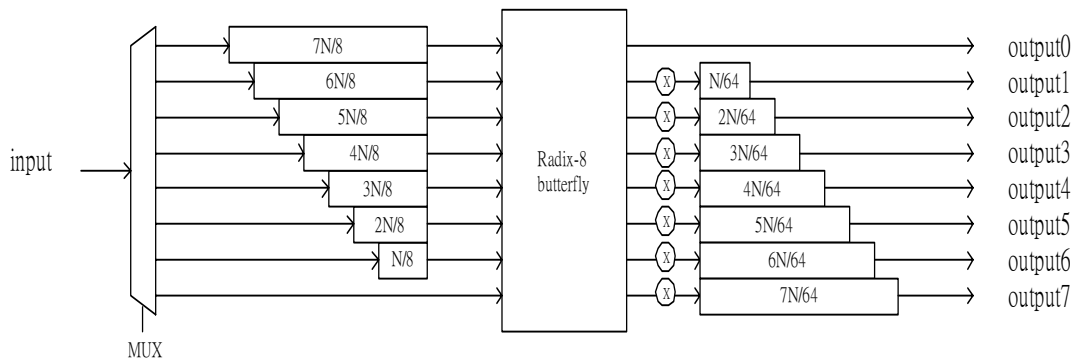 7N/8
output0
6N/8
X
N/64
output1
5N/8
X
2N/64
output2
input
4N/8
Radix-8
butterfly
X
3N/64
output3
3N/8
X
4N/64
output4
2N/8
X
5N/64
output5
N/8
X
6N/64
output6
X
7N/64
output7
MUX